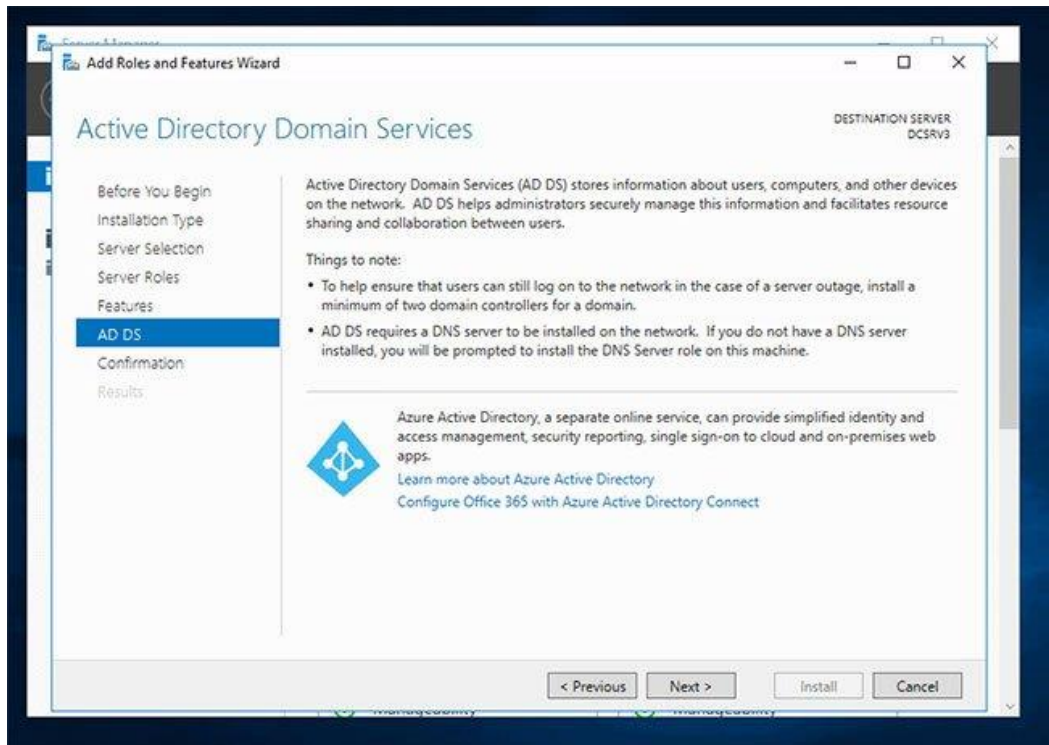 Server Manager
Add Roles and Features Wizard
Active Directory Domain Services
DESTINATION SERVER
DCSRV3
Before You Begin
Installation Type
Server Selection
Server Roles
Features
AD DS
Confirmation
Results
Active Directory Domain Services (AD DS) stores information about users, computers, and other devices
on the network. AD DS helps administrators securely manage this information and facilitates resource
sharing and collaboration between users.
Things to note:
• To help ensure that users can still log on to the network in the case of a server outage, install a
minimum of two domain controllers for a domain.
• AD DS requires a DNS server to be installed on the network. If you do not have a DNS server
installed, you will be prompted to install the DNS Server role on this machine.
Azure Active Directory, a separate online service, can provide simplified identity and
access management, security reporting, single sign-on to cloud and on-premises web
apps.
Learn more about Azure Active Directory
Configure Office 365 with Azure Active Directory Connect
< Previous
Next >
Install
Cancel
Manageability
Manageability